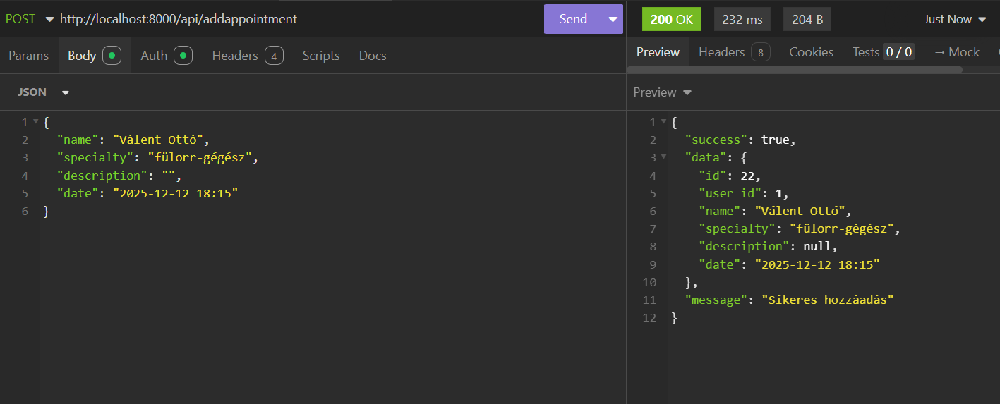 POST http://localhost:8000/api/addappointment Send
Params Body Auth Headers 4 Scripts Docs
JSON
1 {
2 "name": "Válent Ottó",
3 "specialty": "fülorr-gégész",
4 "description": "",
5 "date": "2025-12-12 18:15"
6 }
200 OK 232 ms 204 B Just Now
Preview Headers 8 Cookies Tests 0 / 0 → Mock
Preview
1 {
2 "success": true,
3 "data": {
4 "id": 22,
5 "user_id": 1,
6 "name": "Válent Ottó",
7 "specialty": "fülorr-gégész",
8 "description": null,
9 "date": "2025-12-12 18:15"
10 },
11 "message": "Sikeres hozzáadás"
12 }